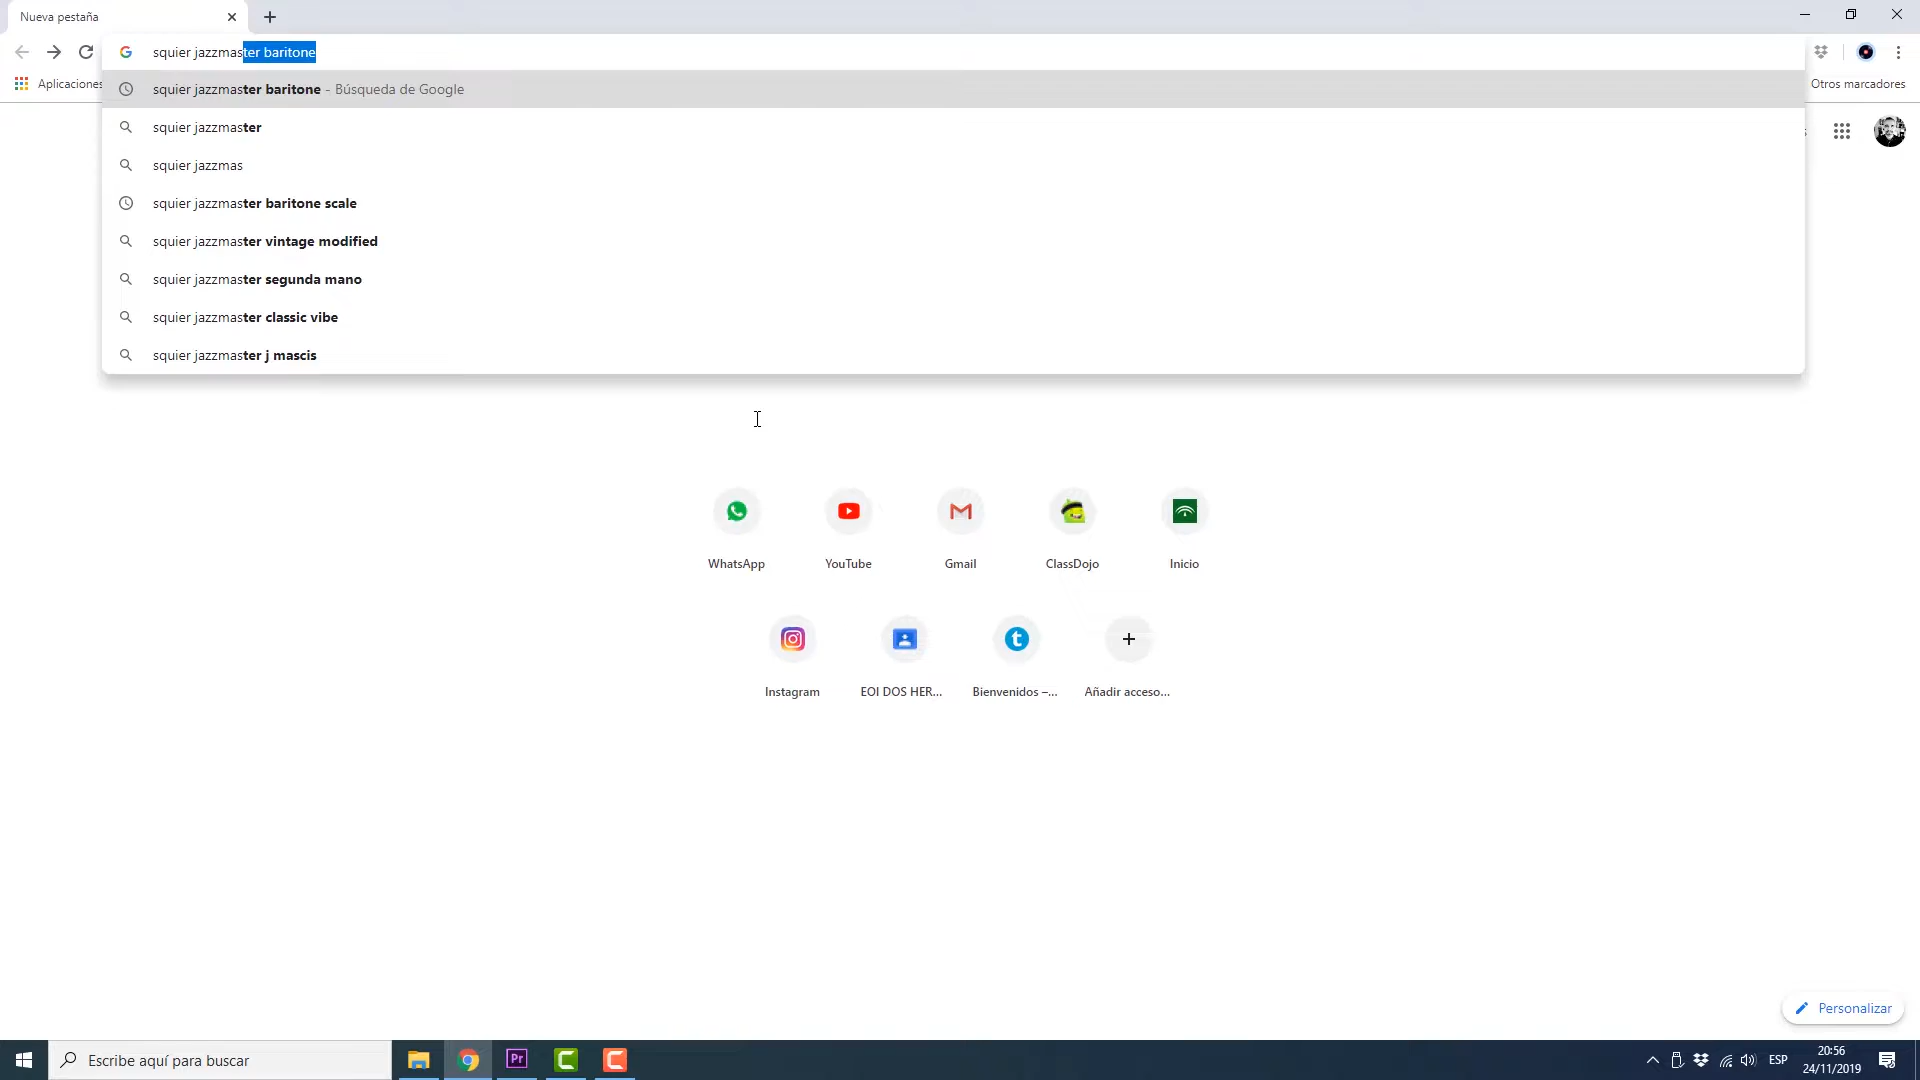 Nueva pestaña
squier jazzmaster baritone
Aplicaciones
Otros marcadores
squier jazzmaster baritone - Búsqueda de Google
squier jazzmaster
squier jazzmas
squier jazzmaster baritone scale
squier jazzmaster vintage modified
squier jazzmaster segunda mano
squier jazzmaster classic vibe
squier jazzmaster j mascis
WhatsApp
YouTube
Gmail
ClassDojo
Inicio
Instagram
EOI DOS HER...
Bienvenidos –...
Añadir acceso...
Personalizar
Escribe aquí para buscar
Pr
ESP
20:56
24/11/2019